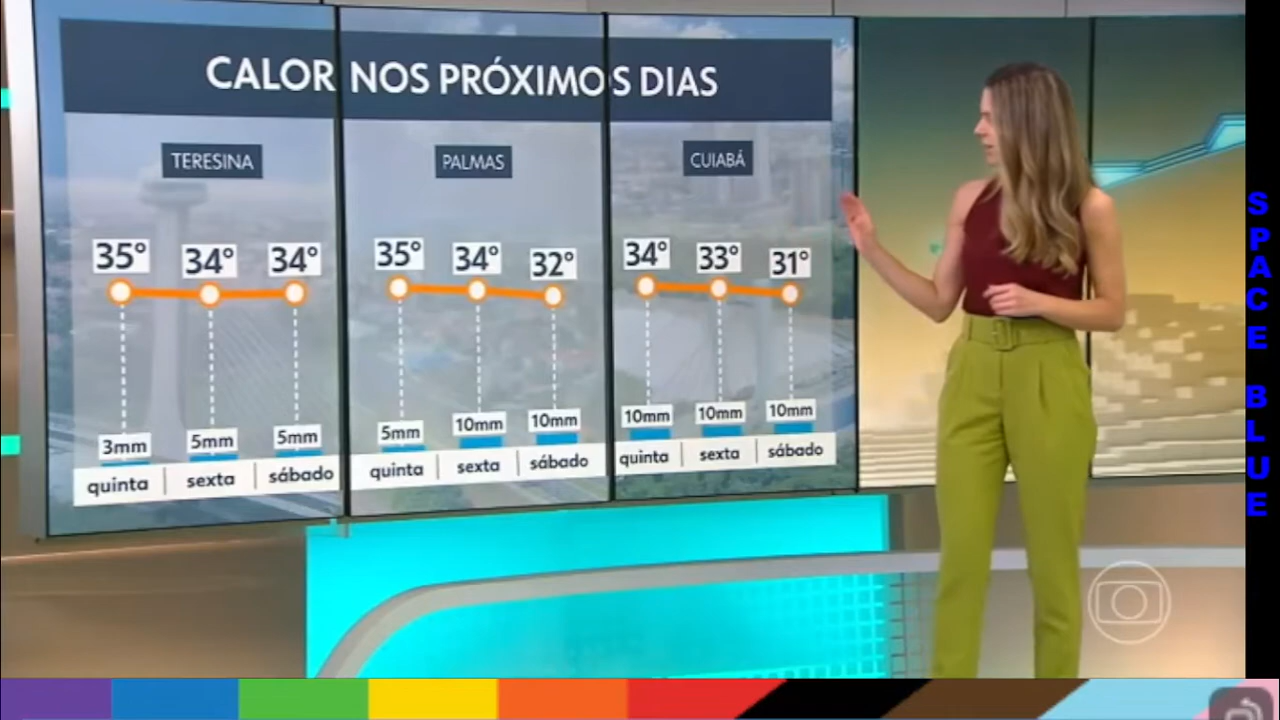 CALOR NOS PRÓXIMOS DIAS
TERESINA
35° 34° 34°
3mm 5mm 5mm
quinta sexta sábado
PALMAS
35° 34° 32°
5mm 10mm 10mm
quinta sexta sábado
CUIABÁ
34° 33° 31°
10mm 10mm 10mm
quinta sexta sábado
SPACE BLUE